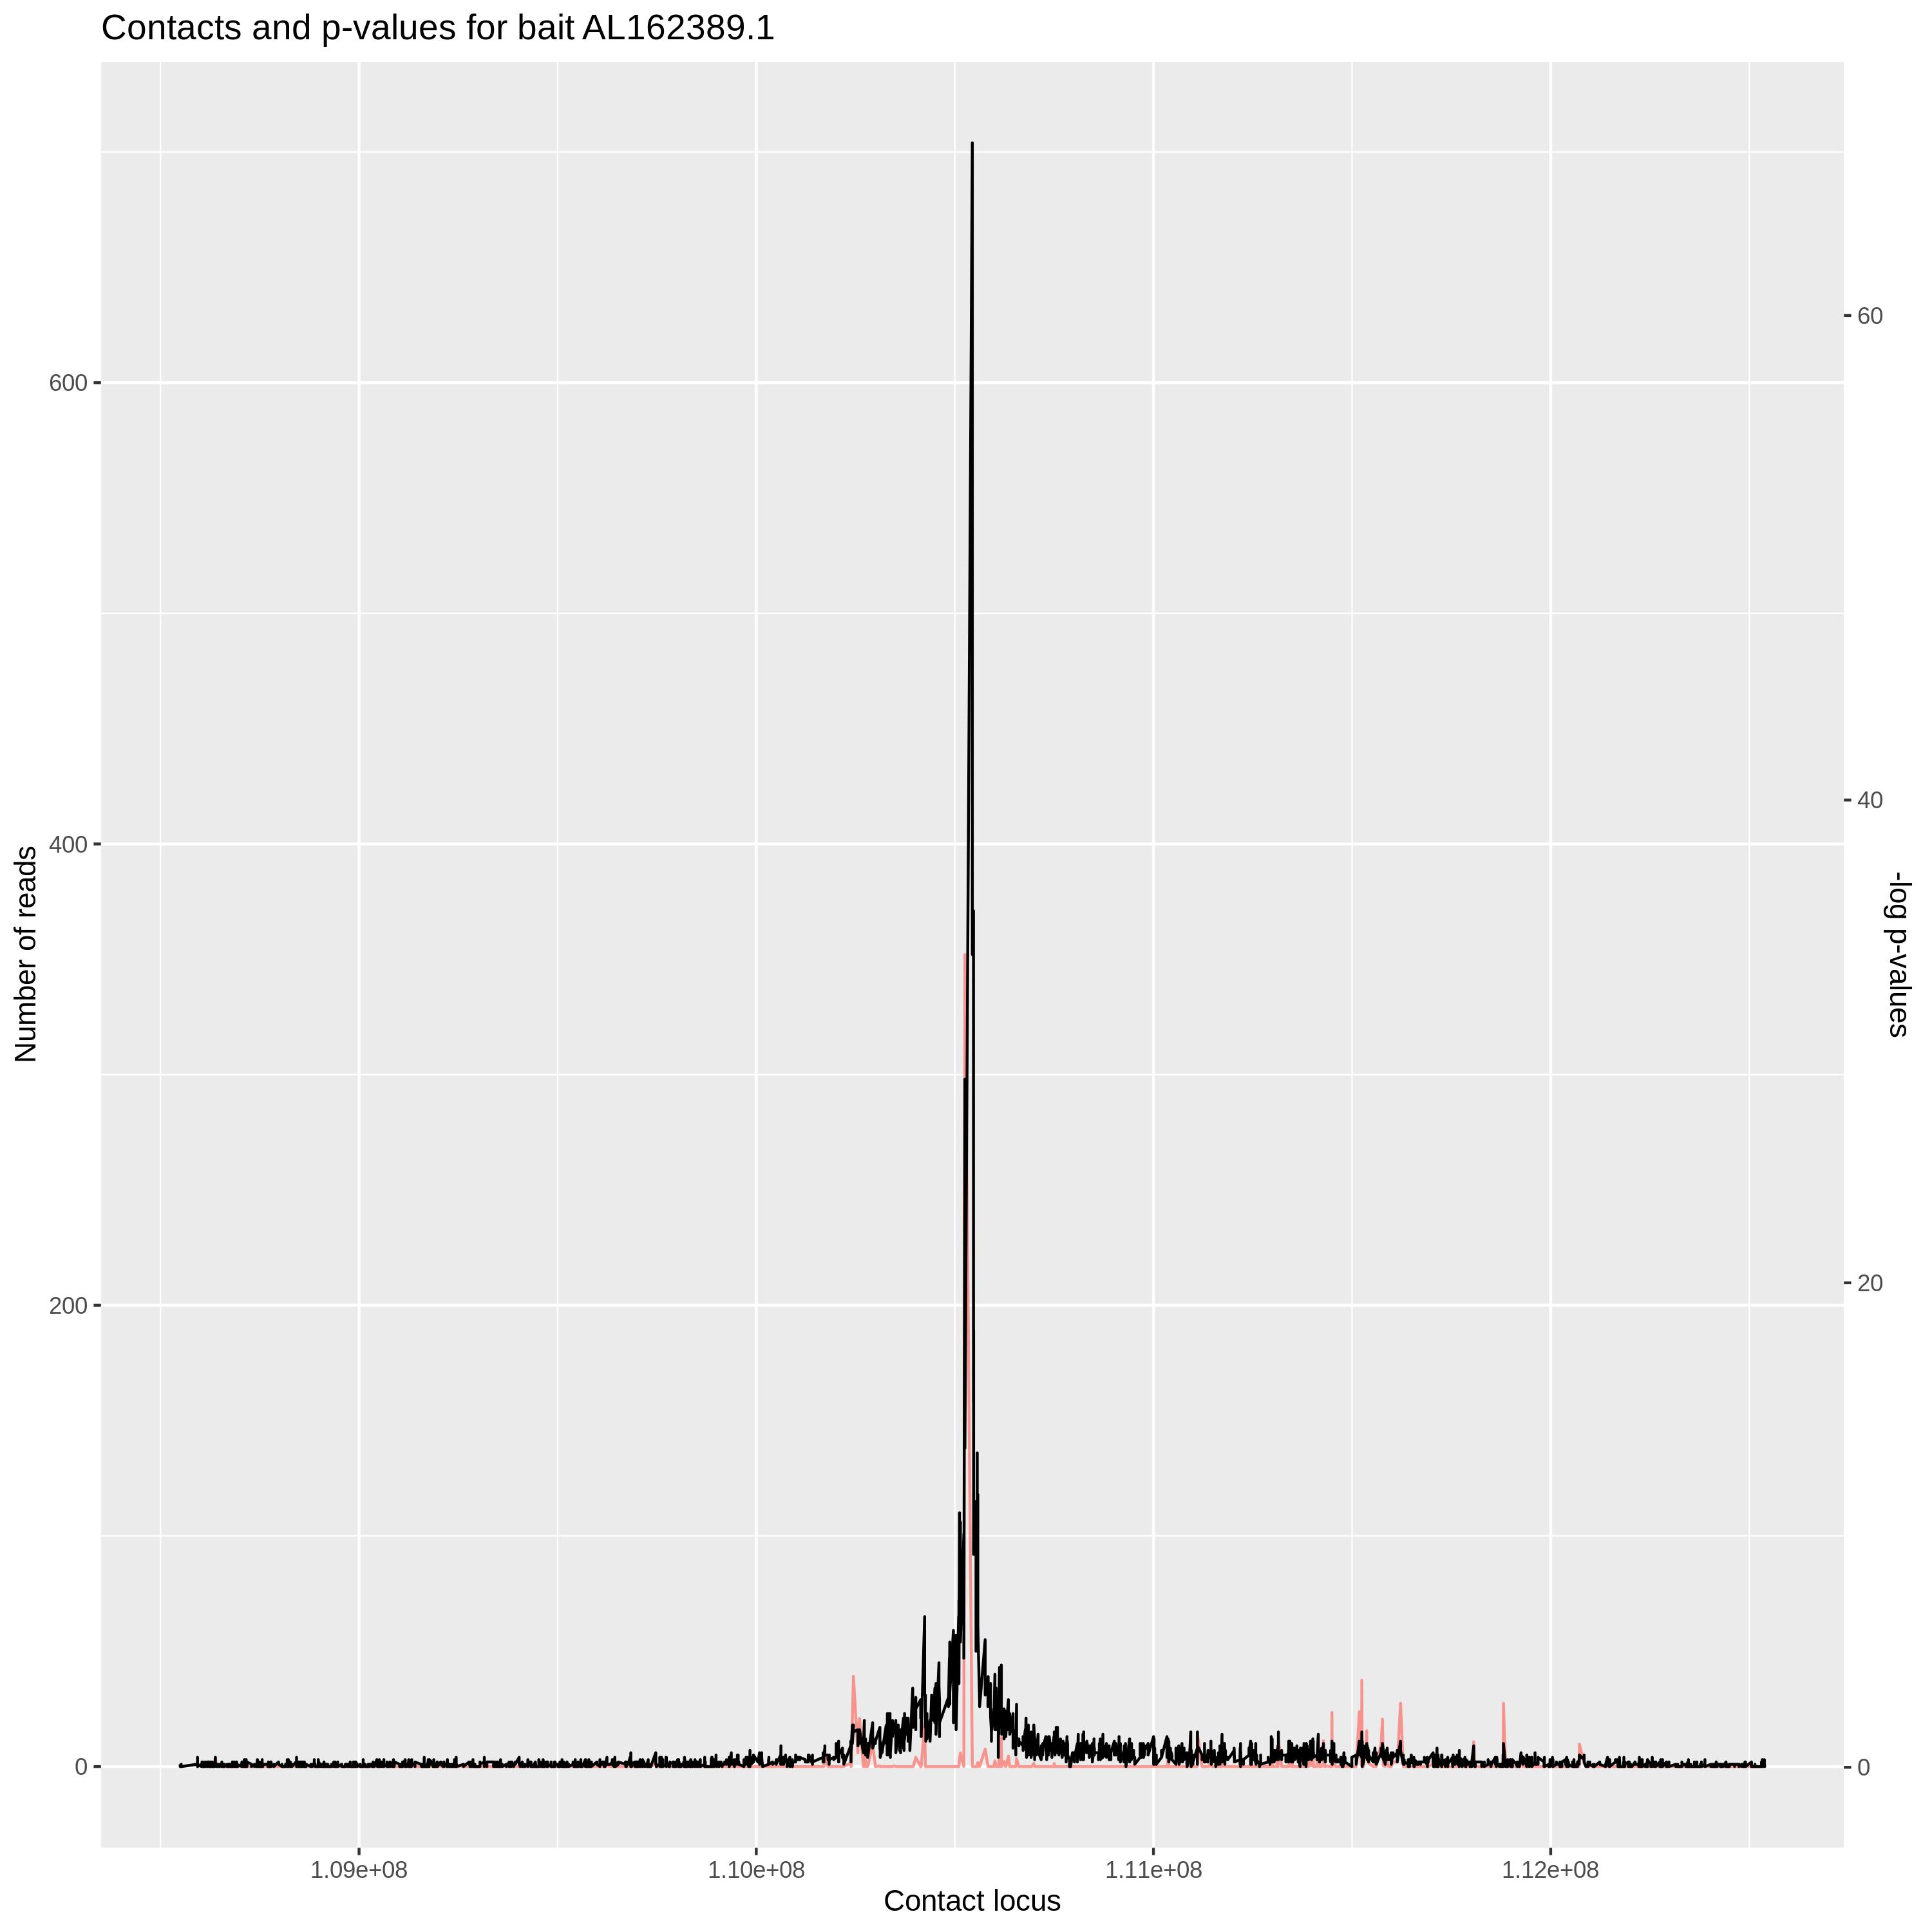 Contacts and p-values for bait AL162389.1
Number of reads
600
400
200
0
60
40
20
0
-log p-values
1.09e+08
1.10e+08
1.11e+08
1.12e+08
Contact locus